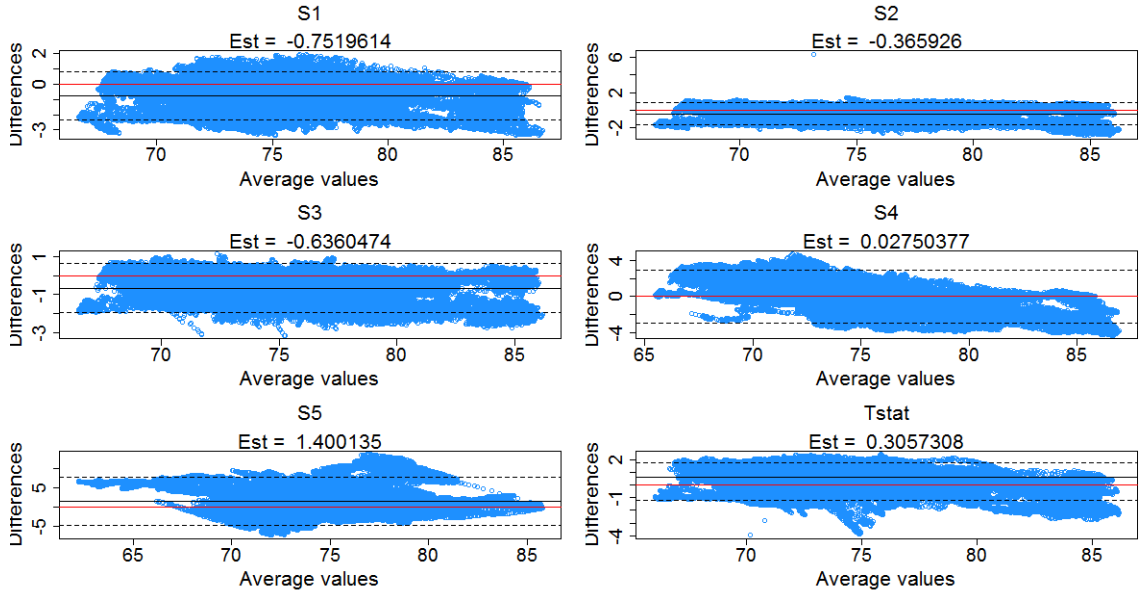 S1
Est = -0.7519614
Differences
2
0
-3
70
75
80
85
Average values
S2
Est = -0.365926
Differences
6
2
-2
70
75
80
85
Average values
S3
Est = -0.6360474
Differences
1
-1
-3
70
75
80
85
Average values
S4
Est = 0.02750377
Differences
4
0
-4
65
70
75
80
85
Average values
S5
Est = 1.400135
Differences
5
-5
65
70
75
80
85
Average values
Tstat
Est = 0.3057308
Differences
2
-1
-4
70
75
80
85
Average values